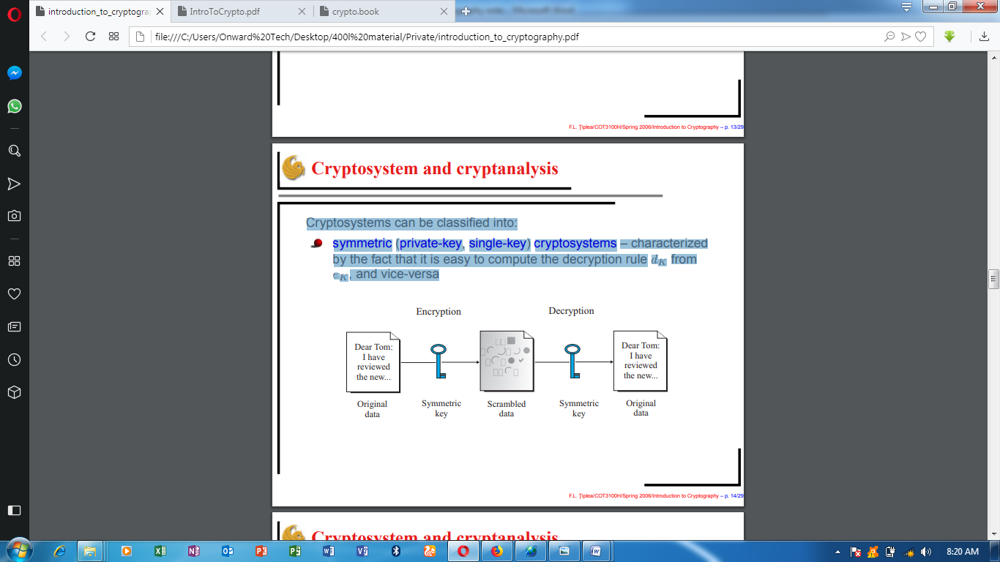 introduction_to_cryptogra
IntroToCrypto.pdf
crypto.book
file:///C:/Users/Onward%20Tech/Desktop/400l%20material/Private/introduction_to_cryptography.pdf
F.L. Ţiplea/COT3100H/Spring 2006/Introduction to Cryptography – p. 13/29
Cryptosystem and cryptanalysis
Cryptosystems can be classified into:
symmetric (private-key, single-key) cryptosystems – characterized
by the fact that it is easy to compute the decryption rule dK from
eK, and vice-versa
Encryption Decryption
Dear Tom:
I have
reviewed
the new...
Dear Tom:
I have
reviewed
the new...
Original
data
Symmetric
key
Scrambled
data
Symmetric
key
Original
data
F.L. Ţiplea/COT3100H/Spring 2006/Introduction to Cryptography – p. 14/29
Cryptosystem and cryptanalysis
8:20 AM